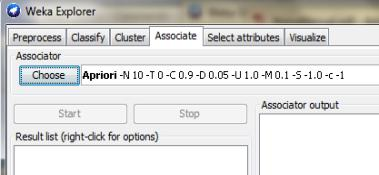 Weka Explorer
Preprocess Classify Cluster Associate Select attributes Visualize
Associator
Choose Apriori -N 10 -T 0 -C 0.9 -D 0.05 -U 1.0 -M 0.1 -S -1.0 -c -1
Start Stop Associator output
Result list (right-click for options)